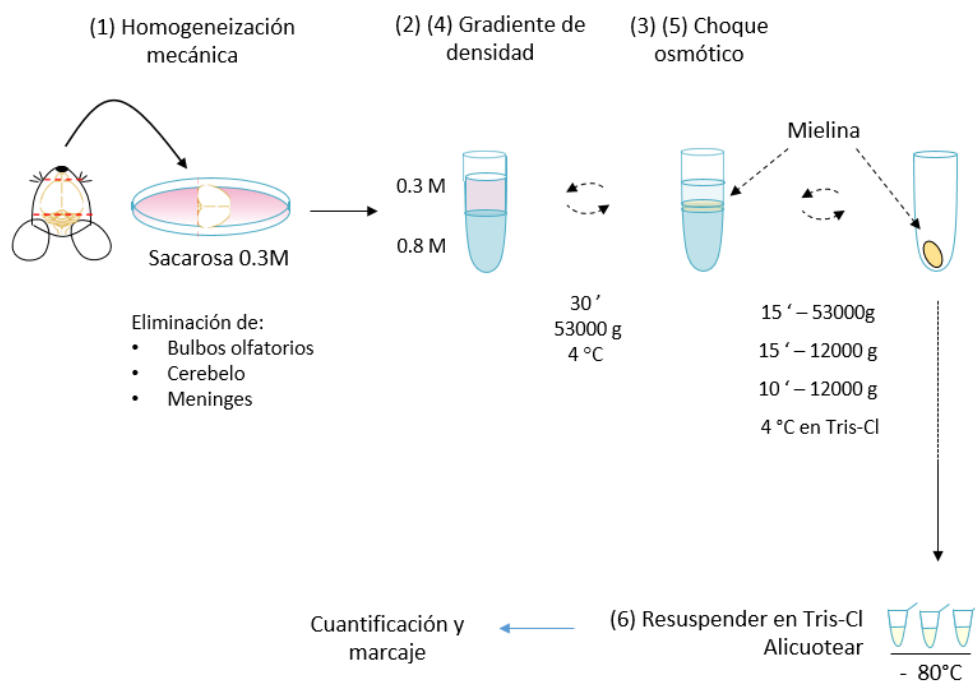 (1) Homogeneización
mecánica
(2) (4) Gradiente de
densidad
(3) (5) Choque
osmótico
Mielina
0.3 M
0.8 M
Sacarosa 0.3M
Eliminación de:
• Bulbos olfatorios
• Cerebelo
• Meninges
30 ’
53000 g
4 °C
15 ‘ – 53000g
15 ‘ – 12000 g
10 ‘ – 12000 g
4 °C en Tris-Cl
Cuantificación y
marcaje
(6) Resuspender en Tris-Cl
Alicuotear
- 80°C